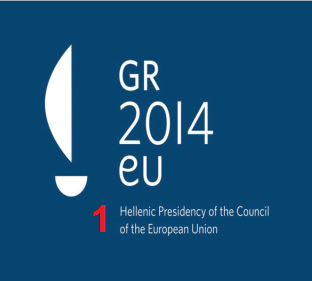 GR
2014
eu
1 Hellenic Presidency of the Council
of the European Union